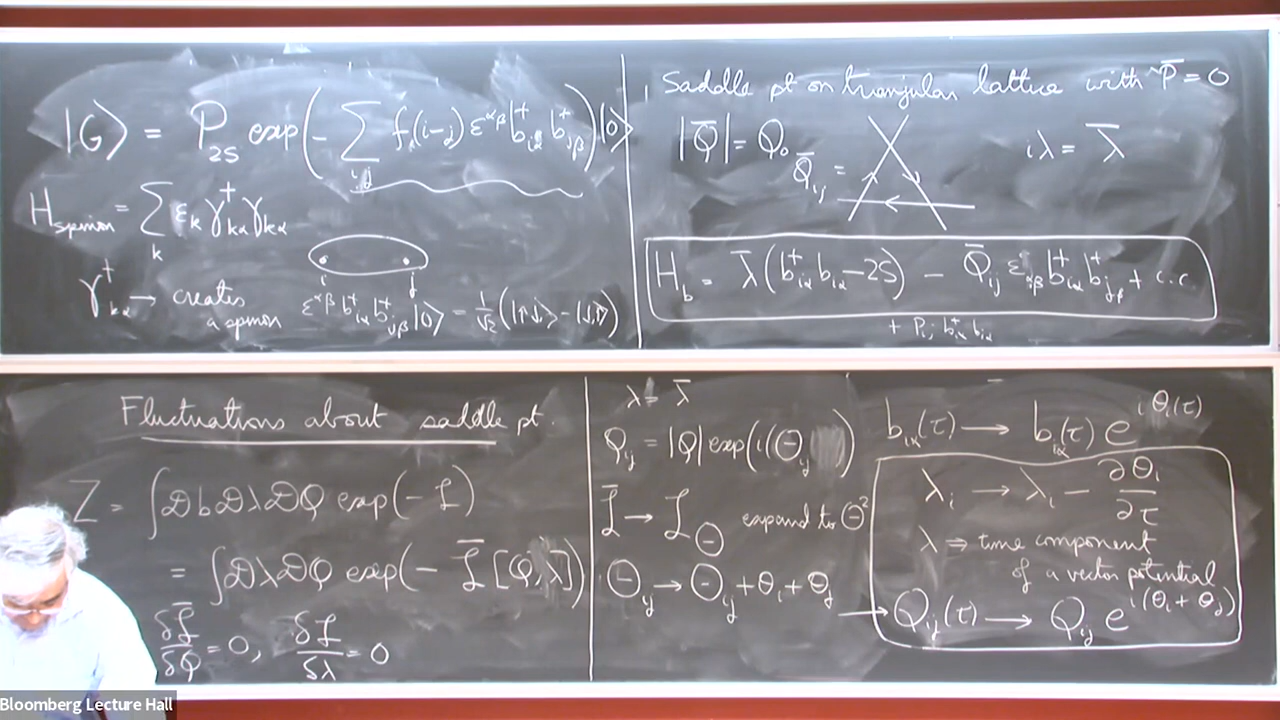 |G⟩ = P_{2S} exp(- Σ_{i,j} f(i-j) ε^{αβ} b†_{iα} b†_{jβ}) |0⟩
H_{spinon} = Σ_k ε_k γ†_{kα} γ_{kα}
γ†_{kα} → creates a spinon
i j
ε^{αβ} b†_{iα} b†_{jβ} |0⟩ = 1/√2 (|↑↓⟩ - |↓↑⟩)
Saddle pt on triangular lattice with P̄ = 0
|Q̄| = Q₀
Q̄_{ij} =
iλ = λ̄
H_b = λ̄ (b†_{iα} b_{iα} - 2S) - Q̄_{ij} ε_{αβ} b†_{iα} b†_{jβ} + c.c.
+ P_{ij} b†_{iα} b_{iα}
Fluctuations about saddle pt.
Z = ∫ 𝒟b 𝒟λ 𝒟Q exp(-ℒ)
= ∫ 𝒟λ 𝒟Q exp(- ℒ̄ [Q, λ])
δℒ̄/δQ = 0, δℒ/δλ = 0
λ = λ̄
Q_{ij} = |Q| exp(i(Θ_{ij}))
ℒ̄ → ℒ_Θ expand to Θ²
Θ_{ij} → Θ_{ij} + θ_i + θ_j
b_{iα}(τ) → b_{iα}(τ) e^{iθ_i(τ)}
λ_i → λ_i - ∂θ_i/∂τ
λ ⇒ time component
of a vector potential
→ Q_{ij}(τ) → Q_{ij} e^{i(θ_i + θ_j)}
Bloomberg Lecture Hall